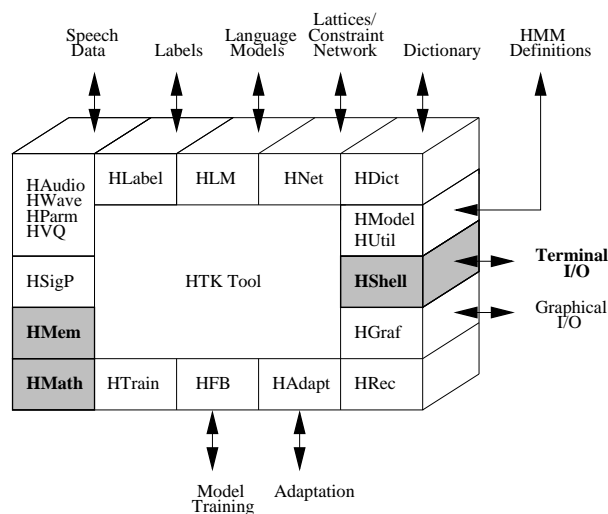 Speech
Data
Labels
Language
Models
Lattices/
Constraint
Network
Dictionary
HMM
Definitions
HAudio
HWave
HParm
HVQ
HLabel
HLM
HNet
HDict
HModel
HUtil
HSigP
HTK Tool
HShell
Terminal
I/O
HMem
HGraf
Graphical
I/O
HMath
HTrain
HFB
HAdapt
HRec
Model
Training
Adaptation